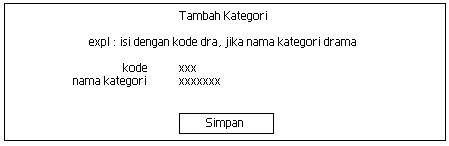 Tambah Kategori
expl : isi dengan kode dra, jika nama kategori drama
kode xxx
nama kategori xxxxxxx
Simpan